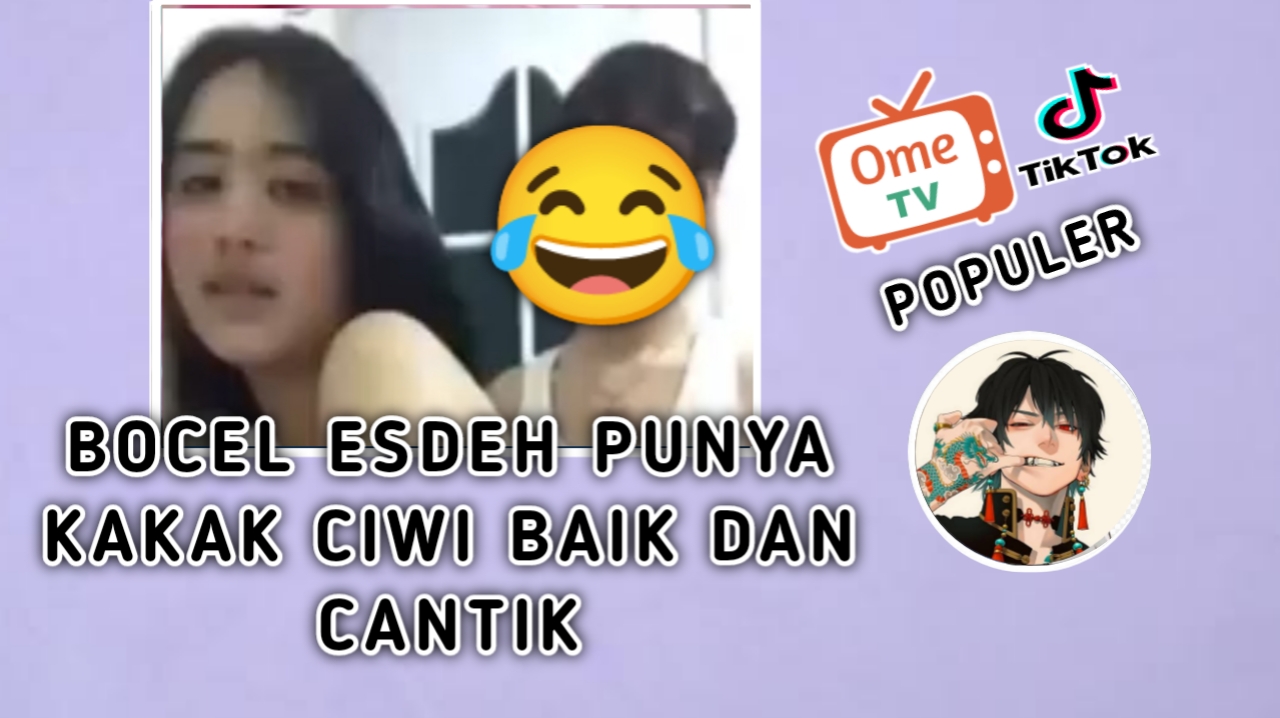 Ome
TV
TikTok
POPULER
BOCEL ESDEH PUNYA
KAKAK CIWI BAIK DAN
CANTIK